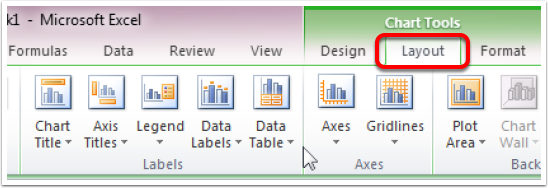 k1 - Microsoft Excel
Chart Tools
Formulas Data Review View Design Layout Format
Chart Title Axis Titles Legend Data Labels Data Table Axes Gridlines Plot Area Chart Wall
Labels Axes Back